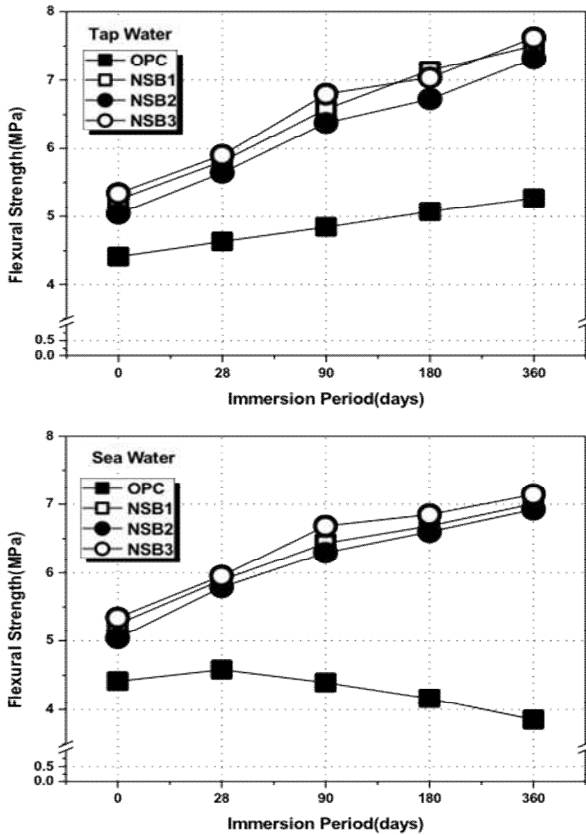 Tap Water
OPC
NSB1
NSB2
NSB3
Flexural Strength(MPa)
8
7
6
5
4
0.5
0.0
0 28 90 180 360
Immersion Period(days)
Sea Water
OPC
NSB1
NSB2
NSB3
Flexural Strength(MPa)
8
7
6
5
4
0.5
0.0
0 28 90 180 360
Immersion Period(days)